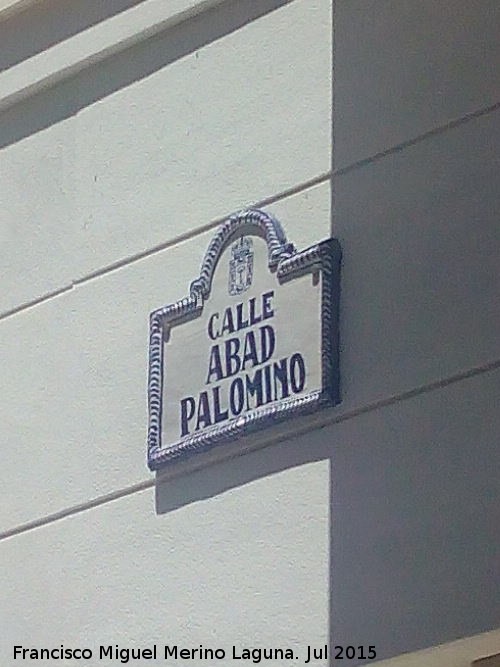 CALLE
ABAD
PALOMINO
Francisco Miguel Merino Laguna. Jul 2015